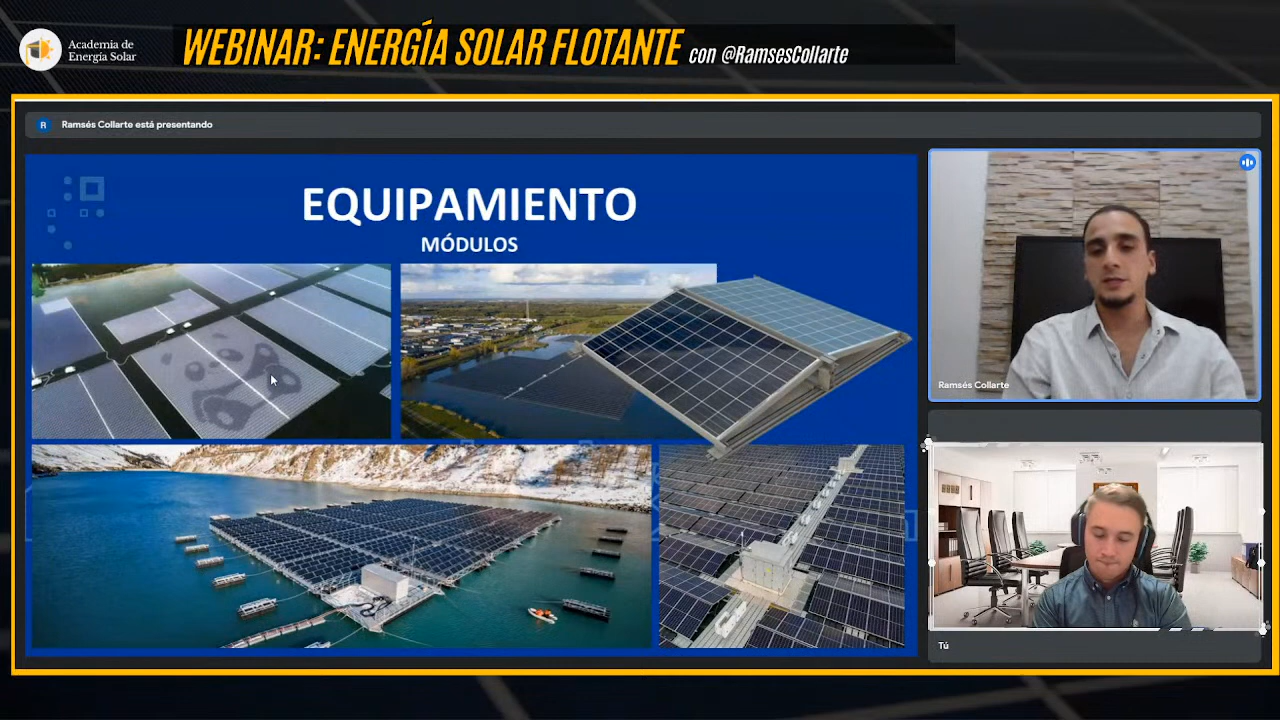 Academia de
Energía Solar
WEBINAR: ENERGÍA SOLAR FLOTANTE con @RamsesCollarte
R
Ramsés Collarte está presentando
EQUIPAMIENTO
MÓDULOS
Ramsés Collarte
Tú